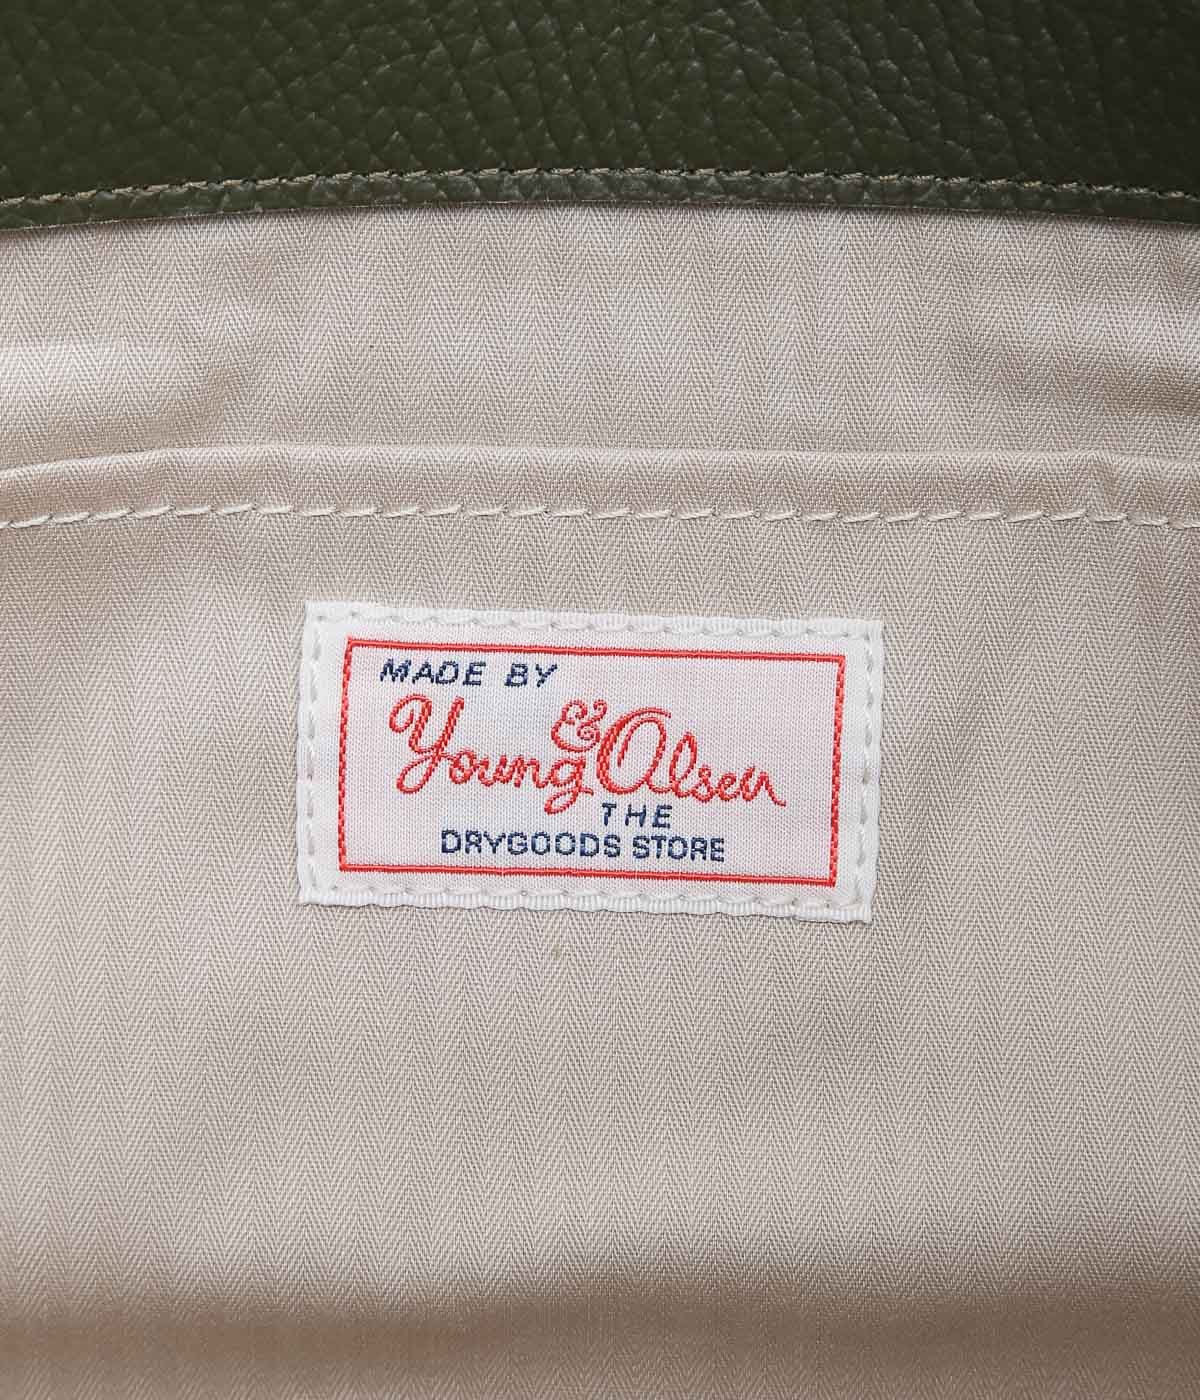 MADE BY
Young & Olsen
THE
DRYGOODS STORE